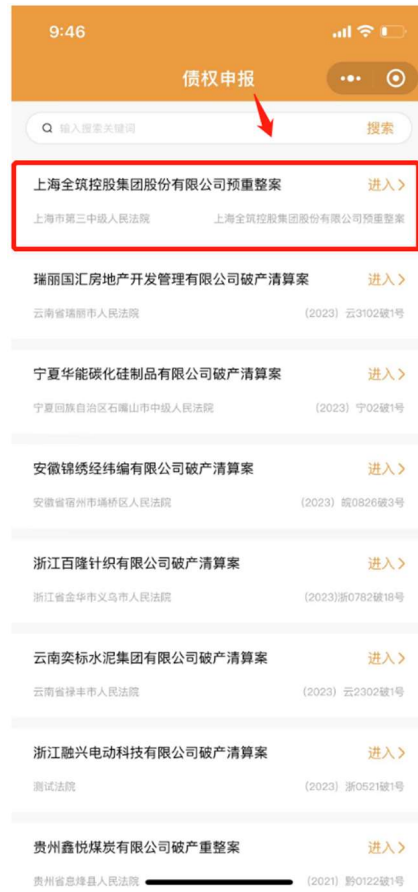 9:46
债权申报
输入搜索关键词 搜索
上海全筑控股集团股份有限公司预重整案 进入
上海市第三中级人民法院 上海全筑控股集团股份有限公司预重整案
瑞丽国汇房地产开发管理有限公司破产清算案 进入
云南省瑞丽市人民法院 (2023) 云3102破1号
宁夏华能碳化硅制品有限公司破产清算案 进入
宁夏回族自治区石嘴山市中级人民法院 (2023) 宁02破1号
安徽锦绣经纬编有限公司破产清算案 进入
安徽省宿州市埇桥区人民法院 (2023) 皖0826破3号
浙江百隆针织有限公司破产清算案 进入
浙江省金华市义乌市人民法院 (2023)浙0782破18号
云南奕标水泥集团有限公司破产清算案 进入
云南省禄丰市人民法院 (2023) 云2302破1号
浙江融兴电动科技有限公司破产清算案 进入
测试法院 (2023) 浙0521破1号
贵州鑫悦煤炭有限公司破产重整案 进入
贵州省息烽县人民法院 (2021) 黔0122破1号